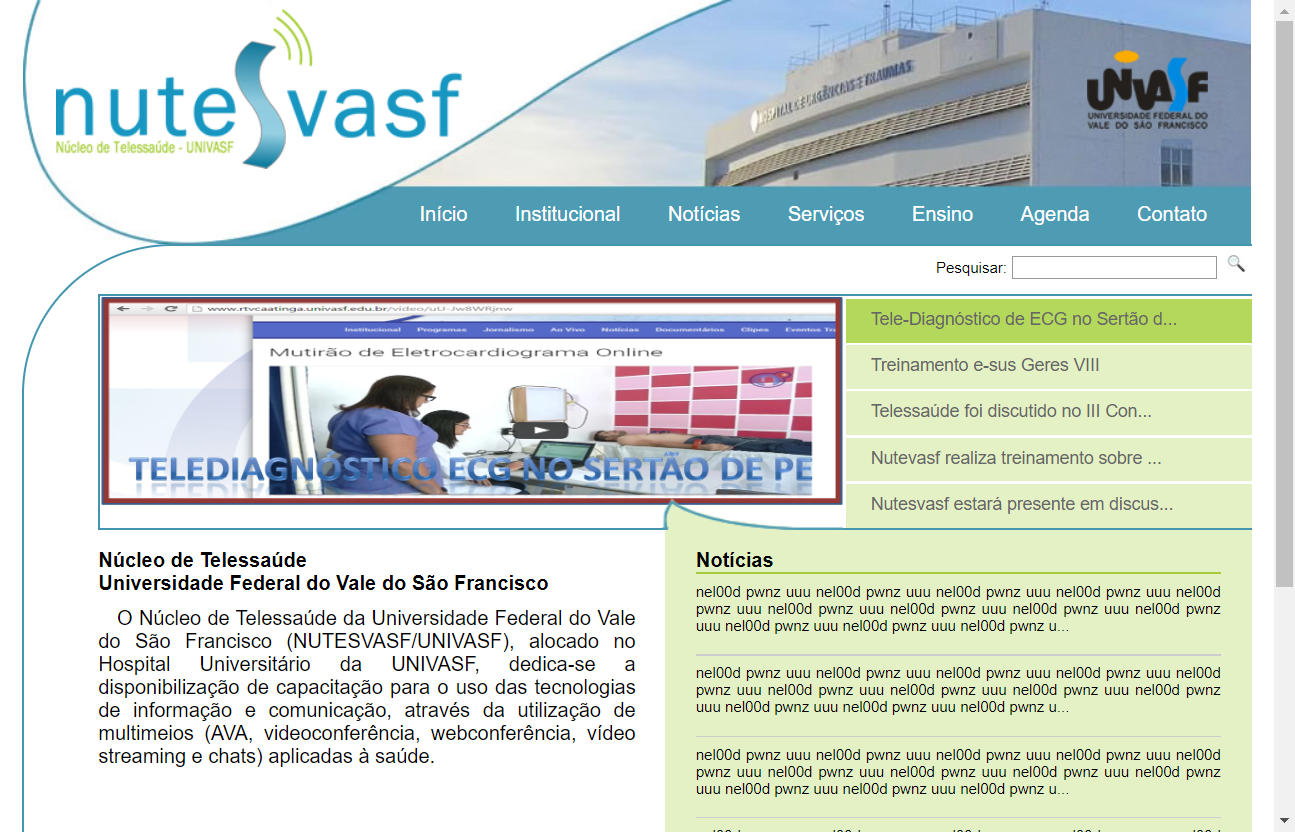 nutesvasf
Núcleo de Telessaúde - UNIVASF
HOSPITAL DE URGÊNCIAS E TRAUMAS
UNIVASF
UNIVERSIDADE FEDERAL DO
VALE DO SÃO FRANCISCO
Início Institucional Notícias Serviços Ensino Agenda Contato
Pesquisar:
www.rtvcaatinga.univasf.edu.br/video/uU-Jw8WRjnw
Institucional Programas Jornalismo Ao Vivo Notícias Documentários Clipes Eventos Tr
Mutirão de Eletrocardiograma Online
TELEDIAGNÓSTICO ECG NO SERTÃO DE PE
Tele-Diagnóstico de ECG no Sertão d...
Treinamento e-sus Geres VIII
Telessaúde foi discutido no III Con...
Nutevasf realiza treinamento sobre ...
Nutesvasf estará presente em discus...
Núcleo de Telessaúde
Universidade Federal do Vale do São Francisco
O Núcleo de Telessaúde da Universidade Federal do Vale
do São Francisco (NUTESVASF/UNIVASF), alocado no
Hospital Universitário da UNIVASF, dedica-se a
disponibilização de capacitação para o uso das tecnologias
de informação e comunicação, através da utilização de
multimeios (AVA, videoconferência, webconferência, vídeo
streaming e chats) aplicadas à saúde.
Notícias
nel00d pwnz uuu nel00d pwnz uuu nel00d pwnz uuu nel00d pwnz uuu nel00d
pwnz uuu nel00d pwnz uuu nel00d pwnz uuu nel00d pwnz uuu nel00d pwnz
uuu nel00d pwnz uuu nel00d pwnz uuu nel00d pwnz u...
nel00d pwnz uuu nel00d pwnz uuu nel00d pwnz uuu nel00d pwnz uuu nel00d
pwnz uuu nel00d pwnz uuu nel00d pwnz uuu nel00d pwnz uuu nel00d pwnz
uuu nel00d pwnz uuu nel00d pwnz uuu nel00d pwnz u...
nel00d pwnz uuu nel00d pwnz uuu nel00d pwnz uuu nel00d pwnz uuu nel00d
pwnz uuu nel00d pwnz uuu nel00d pwnz uuu nel00d pwnz uuu nel00d pwnz
uuu nel00d pwnz uuu nel00d pwnz uuu nel00d pwnz u...